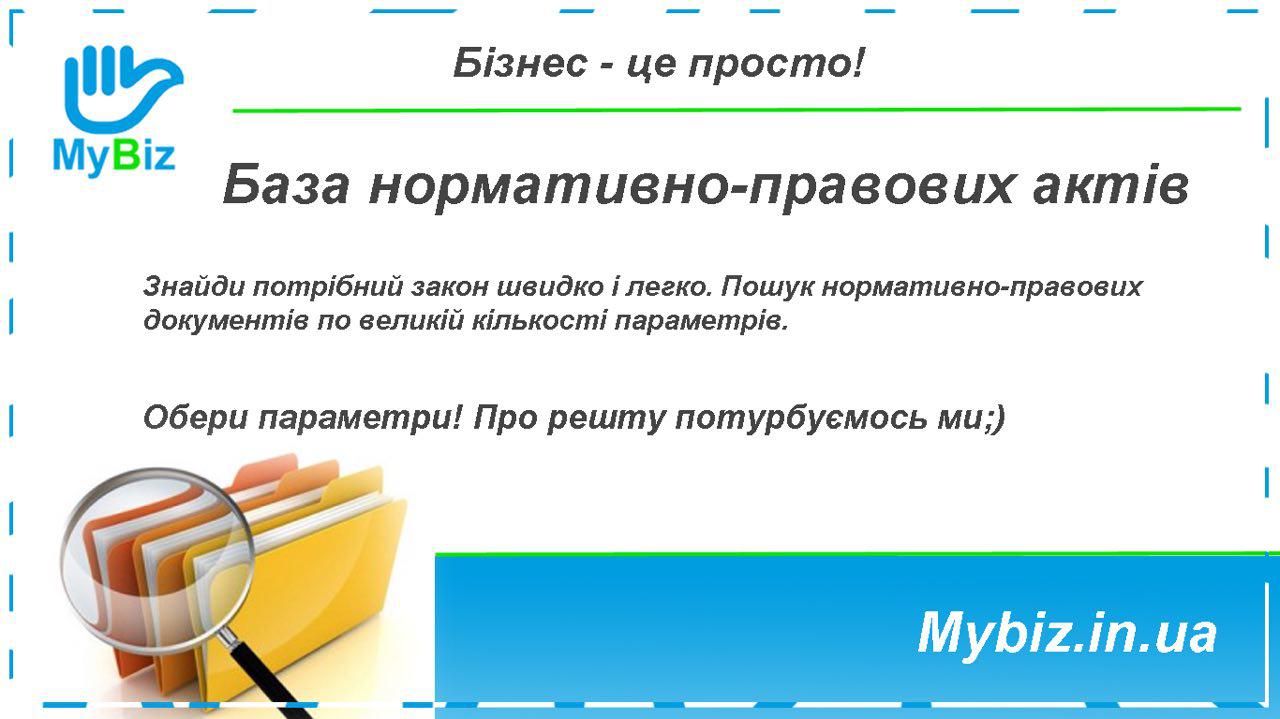 Бізнес - це просто!
MyBiz
База нормативно-правових актів
Знайди потрібний закон швидко і легко. Пошук нормативно-правових
документів по великій кількості параметрів.
Обери параметри! Про решту потурбуємось ми;)
Mybiz.in.ua